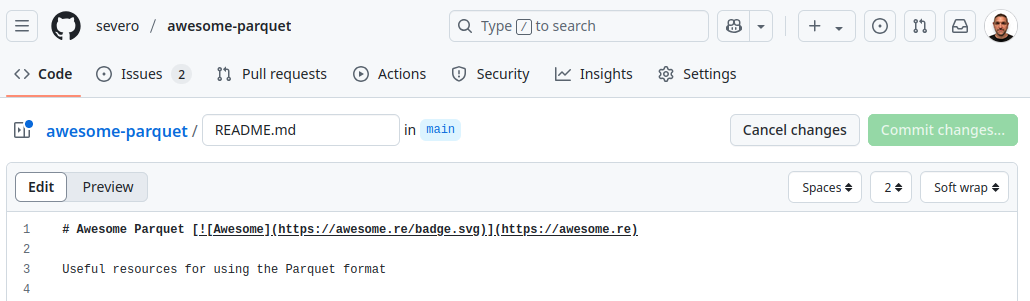 severo / awesome-parquet
Type / to search
Code
Issues 2
Pull requests
Actions
Security
Insights
Settings
awesome-parquet / README.md in main
Cancel changes
Commit changes...
Edit
Preview
Spaces
2
Soft wrap
1 # Awesome Parquet [![Awesome](https://awesome.re/badge.svg)](https://awesome.re)
2
3 Useful resources for using the Parquet format
4